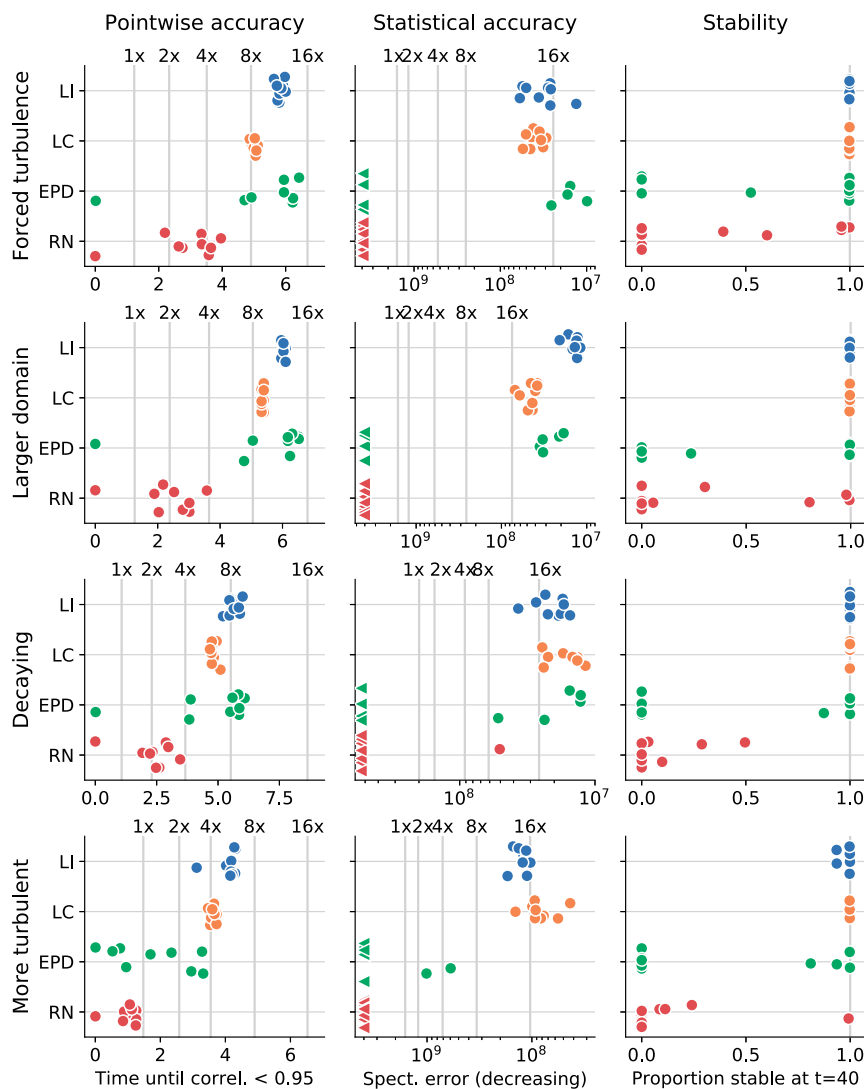 Pointwise accuracy Statistical accuracy Stability
1x 2x 4x 8x 16x 1x 2x 4x 8x 16x
Forced turbulence
LI
LC
EPD
RN
0 2 4 6 10⁹ 10⁸ 10⁷ 0.0 0.5 1.0
1x 2x 4x 8x 16x 1x 2x 4x 8x 16x
Larger domain
LI
LC
EPD
RN
0 2 4 6 10⁹ 10⁸ 10⁷ 0.0 0.5 1.0
1x 2x 4x 8x 16x 1x 2x 4x 8x 16x
Decaying
LI
LC
EPD
RN
0.0 2.5 5.0 7.5 10⁸ 10⁷ 0.0 0.5 1.0
1x 2x 4x 8x 16x 1x 2x 4x 8x 16x
More turbulent
LI
LC
EPD
RN
0 2 4 6 10⁹ 10⁸ 0.0 0.5 1.0
Time until correl. < 0.95 Spect. error (decreasing) Proportion stable at t=40